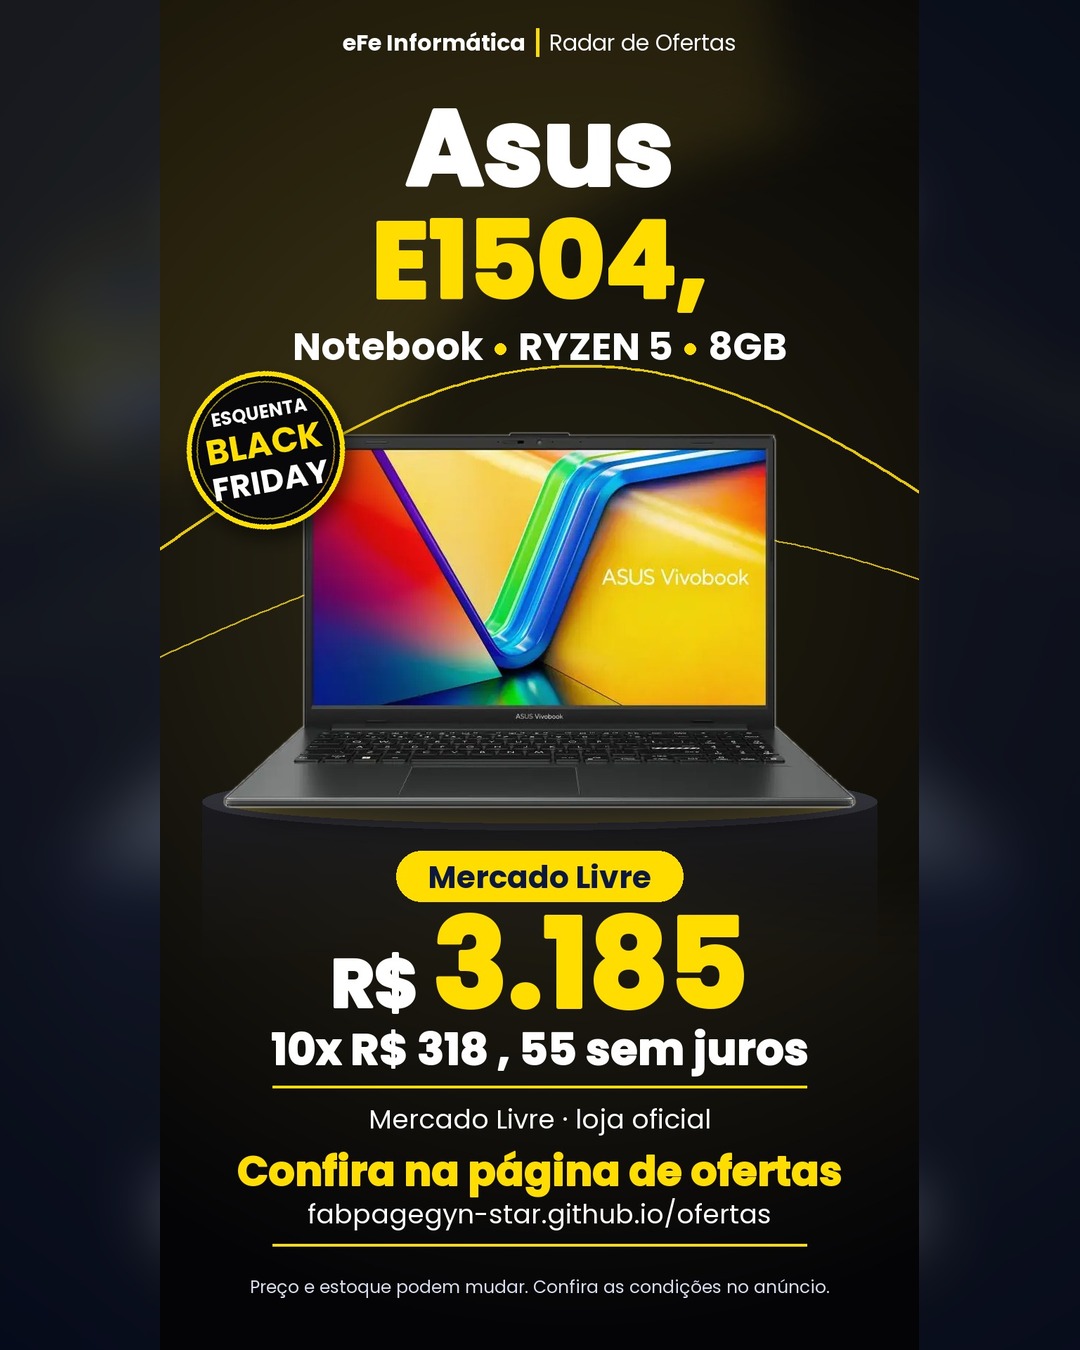 eFe Informática | Radar de Ofertas
Asus
E1504,
Notebook • RYZEN 5 • 8GB
ESQUENTA
BLACK
FRIDAY
ASUS Vivobook
ASUS Vivobook
Mercado Livre
R$ 3.185
10x R$ 318 , 55 sem juros
Mercado Livre · loja oficial
Confira na página de ofertas
fabpagegyn-star.github.io/ofertas
Preço e estoque podem mudar. Confira as condições no anúncio.